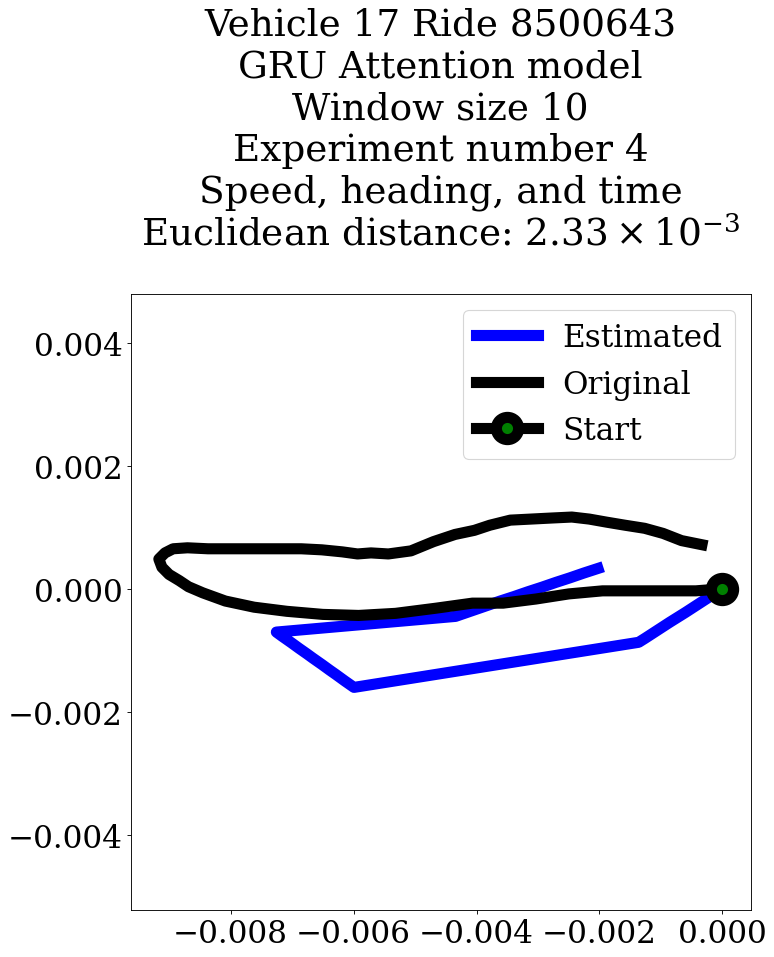 Vehicle 17 Ride 8500643
GRU Attention model
Window size 10
Experiment number 4
Speed, heading, and time
Euclidean distance: 2.33 × 10⁻³
Estimated
Original
Start
0.004
0.002
0.000
−0.002
−0.004
−0.008 −0.006 −0.004 −0.002 0.000